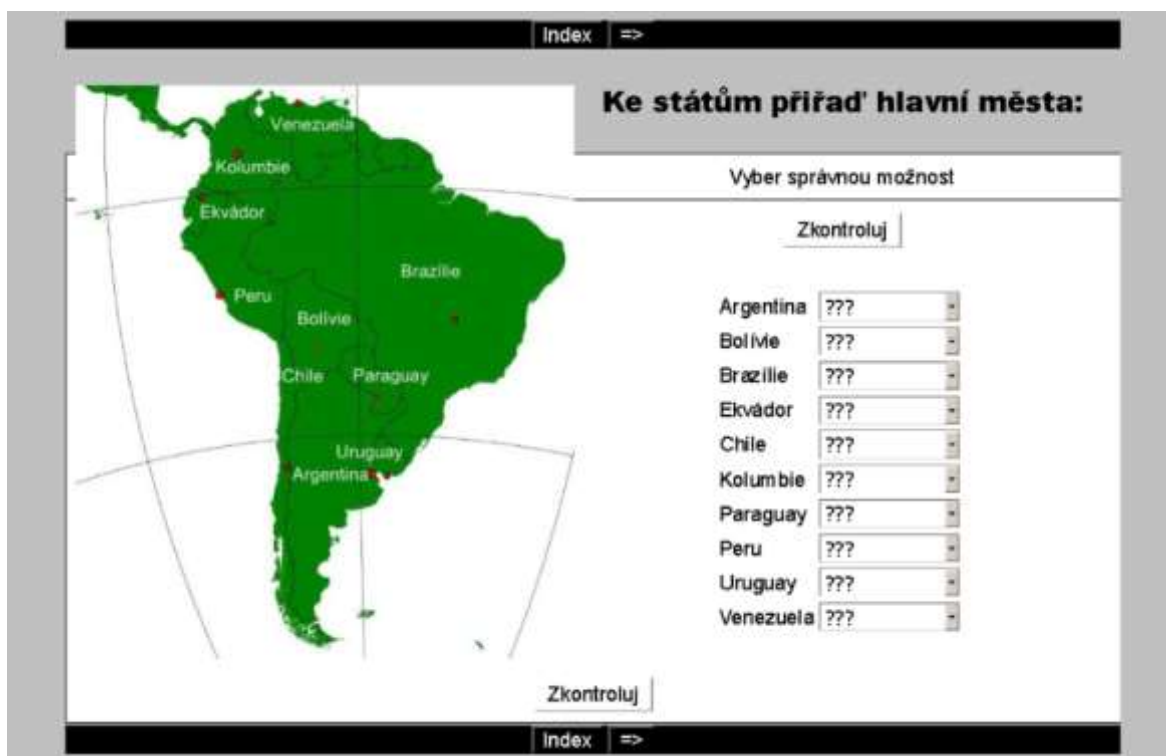 Index =>
Ke státům přiřaď hlavní města:
Venezuela
Kolumbie
Ekvádor
Brazílie
Peru
Bolívie
Chile Paraguay
Uruguay
Argentina
Vyber správnou možnost
Zkontroluj
Argentina ???
Bolívie ???
Brazílie ???
Ekvádor ???
Chile ???
Kolumbie ???
Paraguay ???
Peru ???
Uruguay ???
Venezuela ???
Zkontroluj
Index =>